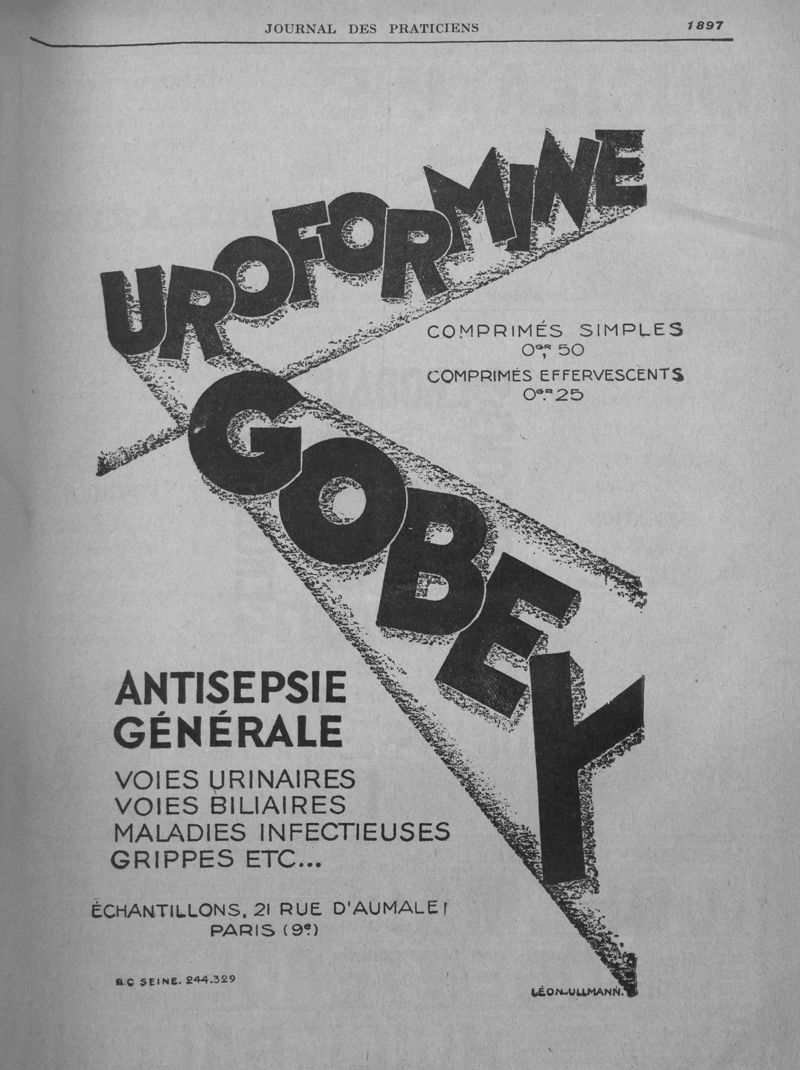 JOURNAL DES PRATICIENS 1897
UROFORMINE
COMPRIMÉS SIMPLES
0GR, 50
COMPRIMÉS EFFERVESCENTS
0GR. 25
GOBEY
ANTISEPSIE
GÉNÉRALE
VOIES URINAIRES
VOIES BILIAIRES
MALADIES INFECTIEUSES
GRIPPES ETC...
ÉCHANTILLONS, 21 RUE D'AUMALE
PARIS (9e)
R.C SEINE. 244.329
LÉON-ULLMANN.